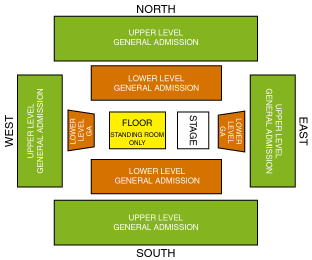 NORTH
UPPER LEVEL
GENERAL ADMISSION
LOWER LEVEL
GENERAL ADMISSION
WEST
UPPER LEVEL
GENERAL ADMISSION
LOWER
LEVEL
GA
FLOOR
STANDING ROOM
ONLY
STAGE
LOWER
LEVEL
GA
UPPER LEVEL
GENERAL ADMISSION
EAST
LOWER LEVEL
GENERAL ADMISSION
UPPER LEVEL
GENERAL ADMISSION
SOUTH